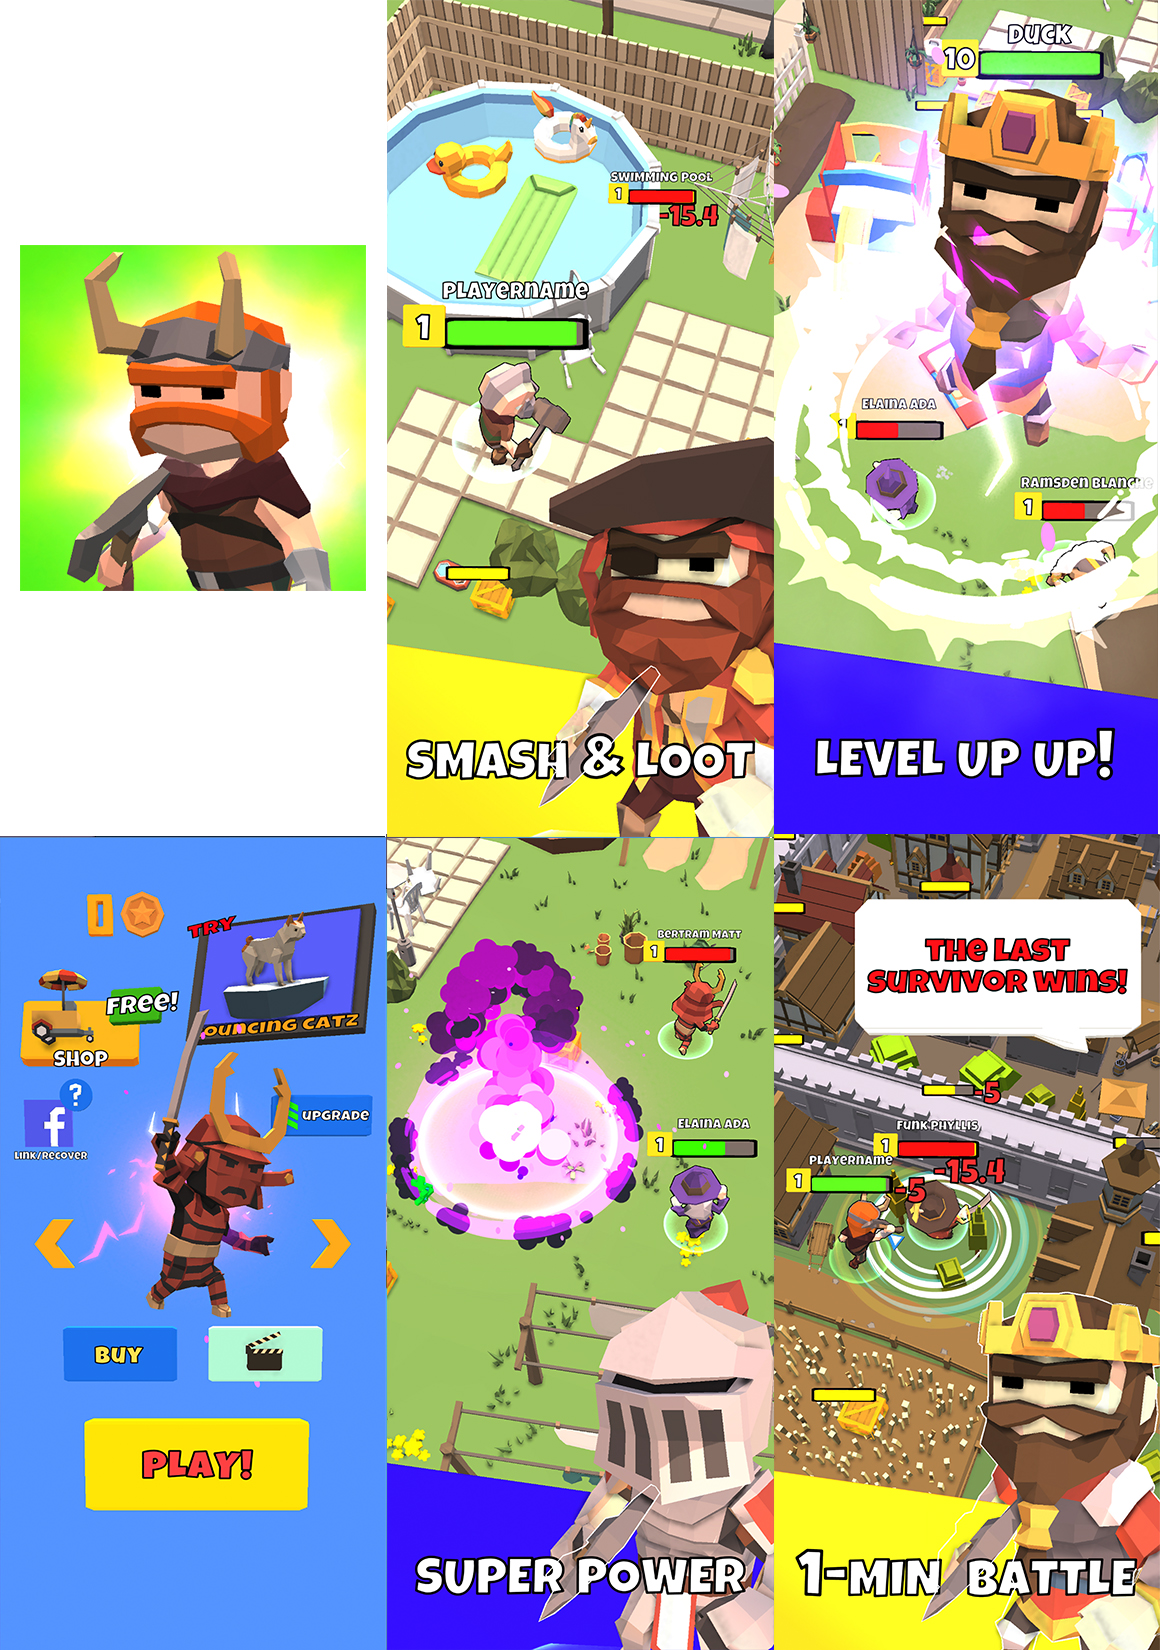 SWIMMING POOL
1
-15.4
PLAYERNAME
1
SMASH & LOOT
DUCK
10
ELAINA ADA
1
RAMSDEN BLANCHE
1
LEVEL UP UP!
0
TRY
OUNCING CATZ
FREE!
SHOP
?
f
UPGRADE
LINK/RECOVER
BUY
PLAY!
BERTRAM MATT
1
ELAINA ADA
1
SUPER POWER
THE LAST
SURVIVOR WINS!
-5
FUNK PHYLLIS
1
PLAYERNAME
-15.4
1
-5
1-MIN BATTLE